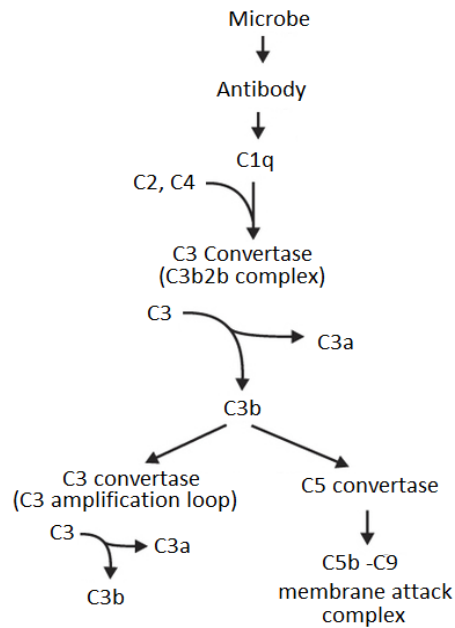 Microbe
Antibody
C1q
C2, C4
C3 Convertase
(C3b2b complex)
C3
C3a
C3b
C3 convertase
(C3 amplification loop)
C5 convertase
C3
C3a
C3b
C5b -C9
membrane attack
complex